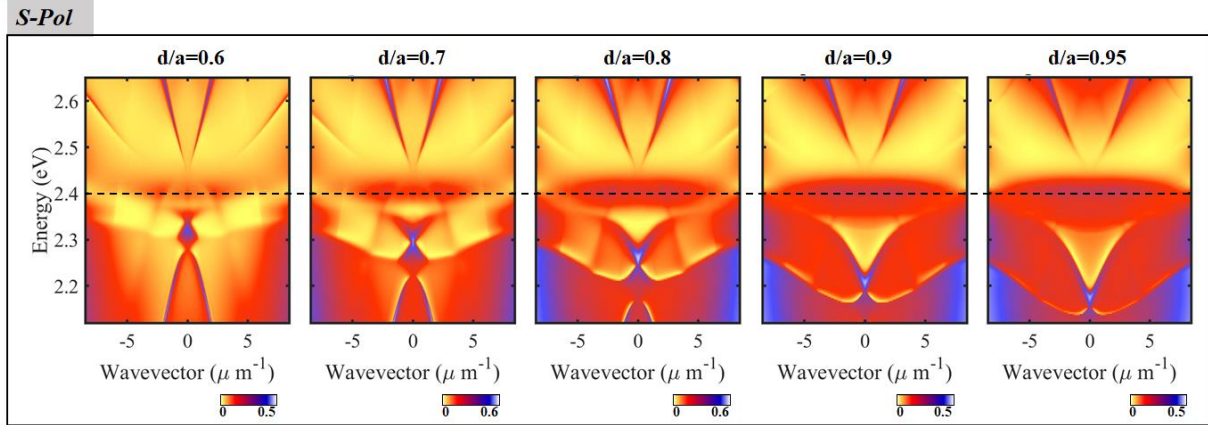 S-Pol
d/a=0.6 d/a=0.7 d/a=0.8 d/a=0.9 d/a=0.95
2.6
2.5
2.4
2.3
2.2
Energy (eV)
-5 0 5 -5 0 5 -5 0 5 -5 0 5 -5 0 5
Wavevector (μ m⁻¹) Wavevector (μ m⁻¹) Wavevector (μ m⁻¹) Wavevector (μ m⁻¹) Wavevector (μ m⁻¹)
0 0.5 0 0.6 0 0.6 0 0.5 0 0.5